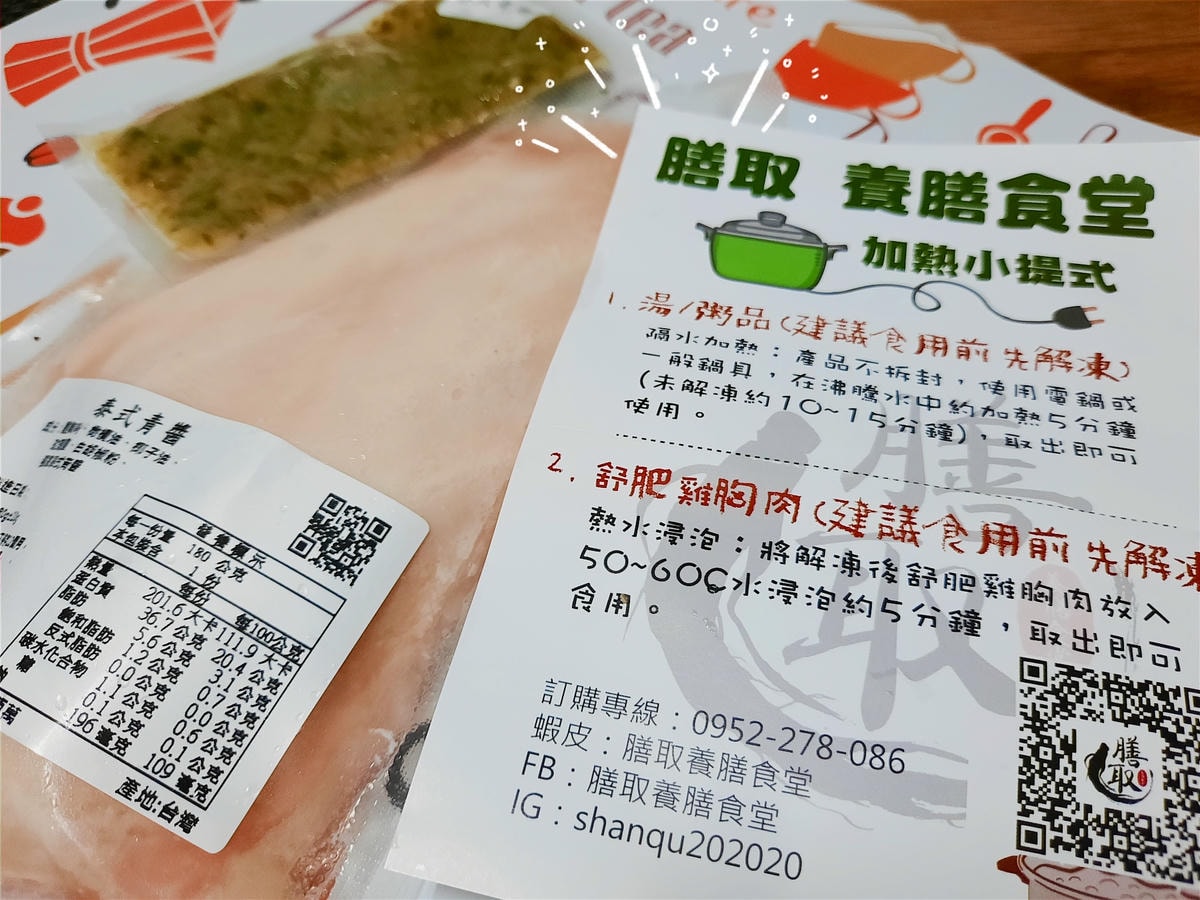 tea
膳取 養膳食堂
加熱小提式
1. 湯/粥品(建議食用前先解凍)
隔水加熱：產品不拆封，使用電鍋或
一般鍋具，在沸騰水中約加熱5分鐘
(未解凍約10~15分鐘)，取出即可
使用。
2. 舒肥雞胸肉(建議食用前先解凍
熱水浸泡：將解凍後舒肥雞胸肉放入
50~60C水浸泡約5分鐘，取出即可
食用。
訂購專線：0952-278-086
蝦皮：膳取養膳食堂
FB：膳取養膳食堂
IG：shanqu202020
膳取
泰式青醬
營養標示
每一份量 180 公克
本包裝含 1 份
每份 每100公克
熱量 201.6 大卡 111.9 大卡
蛋白質 36.7 公克 20.4 公克
脂肪 5.6 公克 3.1 公克
飽和脂肪 1.2 公克 0.7 公克
反式脂肪 0.0 公克 0.0 公克
碳水化合物 1.1 公克 0.6 公克
糖 0.1 公克 0.1 公克
196 毫克 109 毫克
產地:台灣